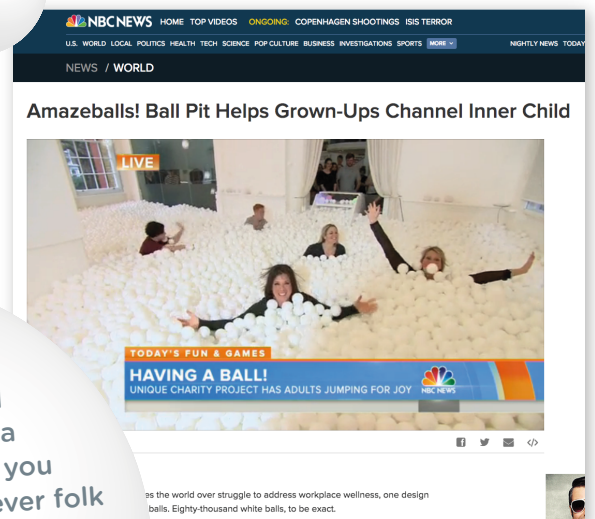 NBC NEWS HOME TOP VIDEOS ONGOING: COPENHAGEN SHOOTINGS ISIS TERROR
U.S. WORLD LOCAL POLITICS HEALTH TECH SCIENCE POP CULTURE BUSINESS INVESTIGATIONS SPORTS MORE NIGHTLY NEWS TODAY
NEWS / WORLD
Amazeballs! Ball Pit Helps Grown-Ups Channel Inner Child
LIVE
TODAY'S FUN & GAMES
HAVING A BALL!
UNIQUE CHARITY PROJECT HAS ADULTS JUMPING FOR JOY NBC NEWS
a
you
ever folk
es the world over struggle to address workplace wellness, one design
balls. Eighty-thousand white balls, to be exact.